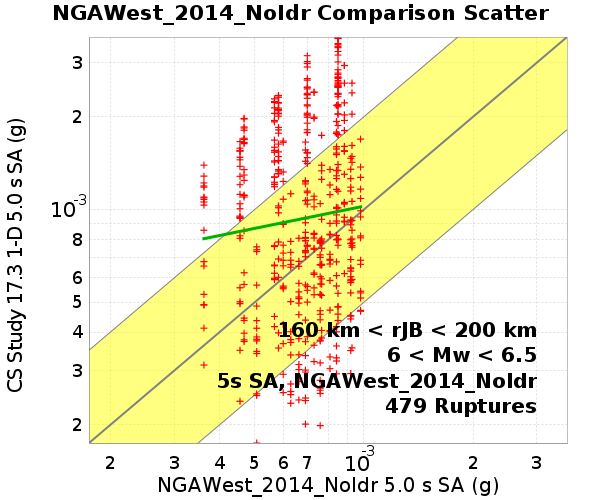 NGAWest_2014_NoIdr Comparison Scatter
CS Study 17.3 1-D 5.0 s SA (g)
3
2
10-3
8
6
5
4
3
2
160 km < rJB < 200 km
6 < Mw < 6.5
5s SA, NGAWest_2014_NoIdr
479 Ruptures
2 3 4 5 6 7 10-3 2 3
NGAWest_2014_NoIdr 5.0 s SA (g)